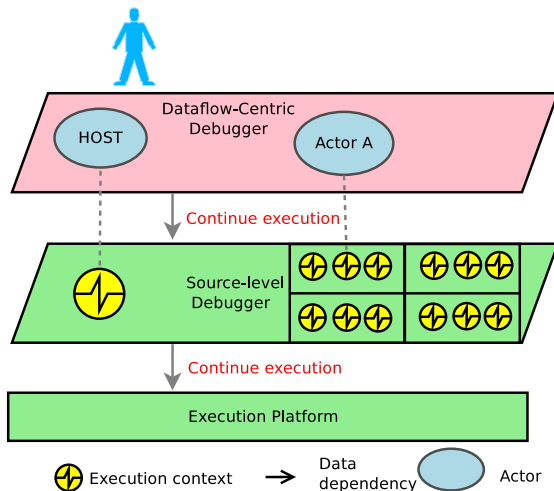 Dataflow-Centric
Debugger
HOST
Actor A
Continue execution
Source-level
Debugger
Continue execution
Execution Platform
Execution context
Data
dependency
Actor